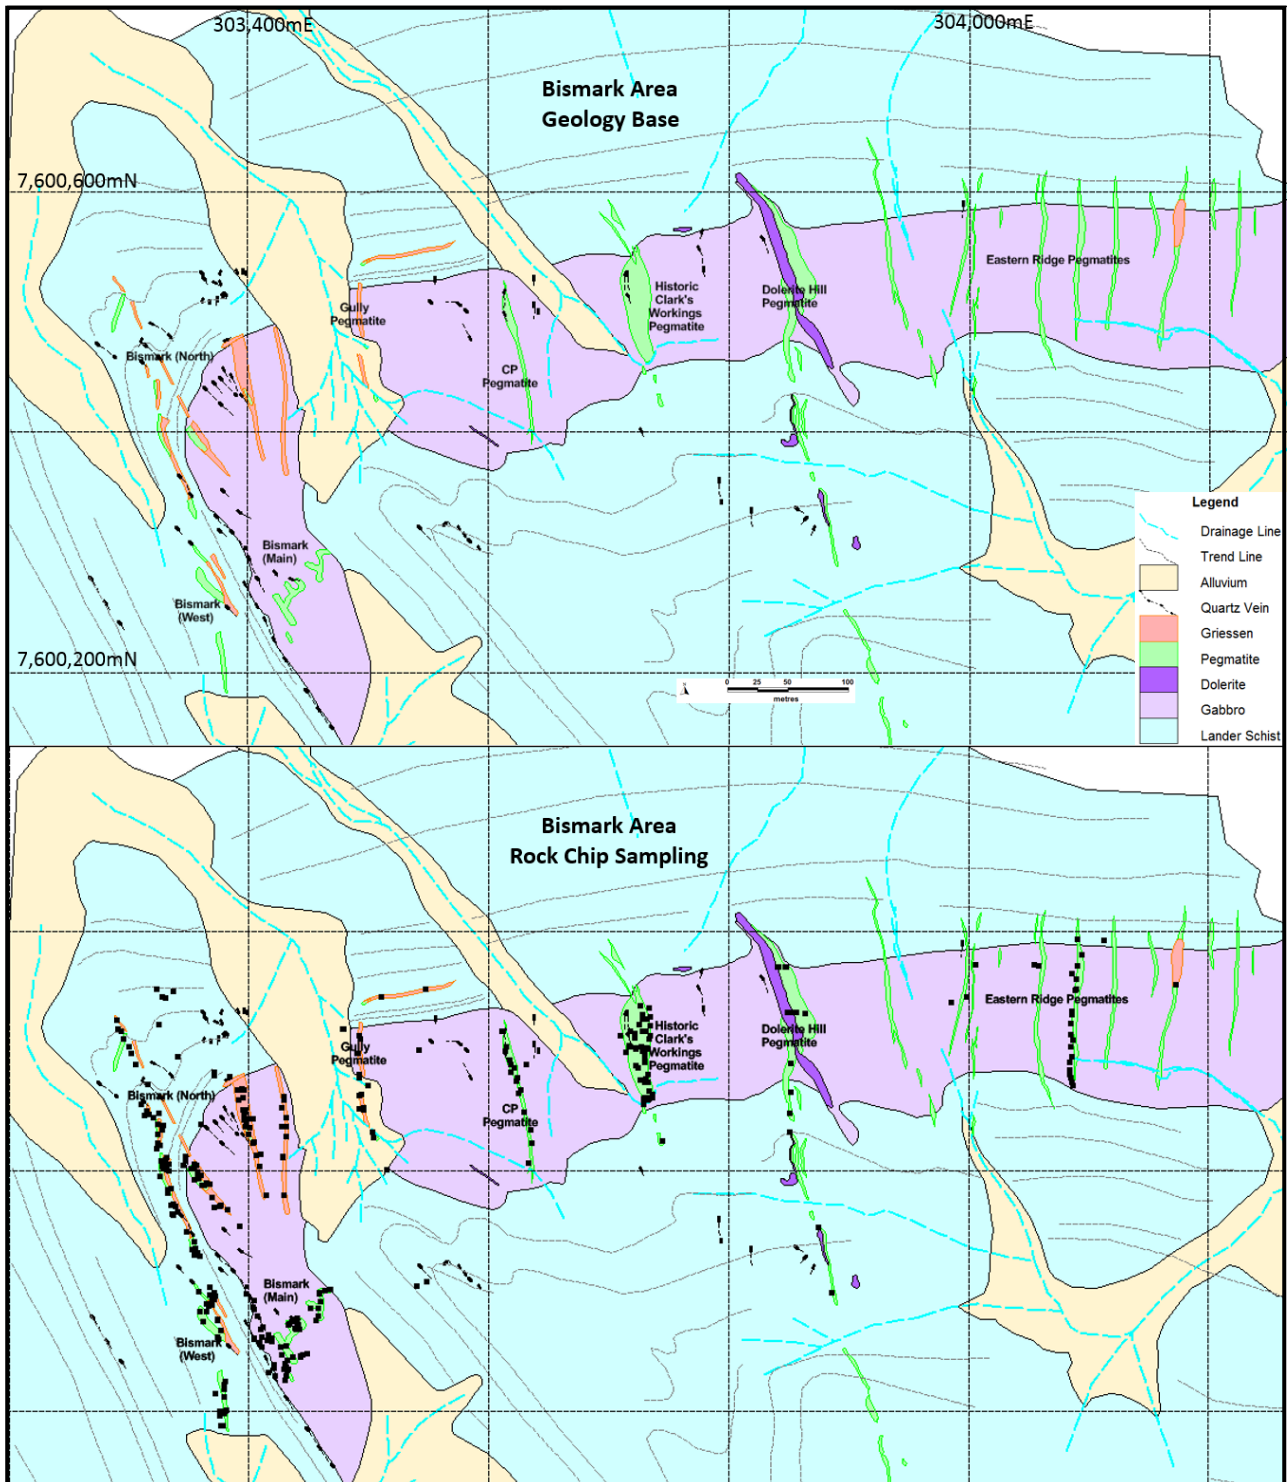 303,400mE
304,000mE
Bismark Area
Geology Base
7,600,600mN
Gully
Pegmatite
Historic
Clark's
Workings
Pegmatite
Dolerite Hill
Pegmatite
Eastern Ridge Pegmatites
Bismark (North)
CP
Pegmatite
Bismark
(Main)
Bismark
(West)
7,600,200mN
N
0 25 50 100
metres
Legend
Drainage Line
Trend Line
Alluvium
Quartz Vein
Griessen
Pegmatite
Dolerite
Gabbro
Lander Schist
Bismark Area
Rock Chip Sampling
Gully
Pegmatite
Historic
Clark's
Workings
Pegmatite
Dolerite Hill
Pegmatite
Eastern Ridge Pegmatites
Bismark (North)
CP
Pegmatite
Bismark
(Main)
Bismark
(West)